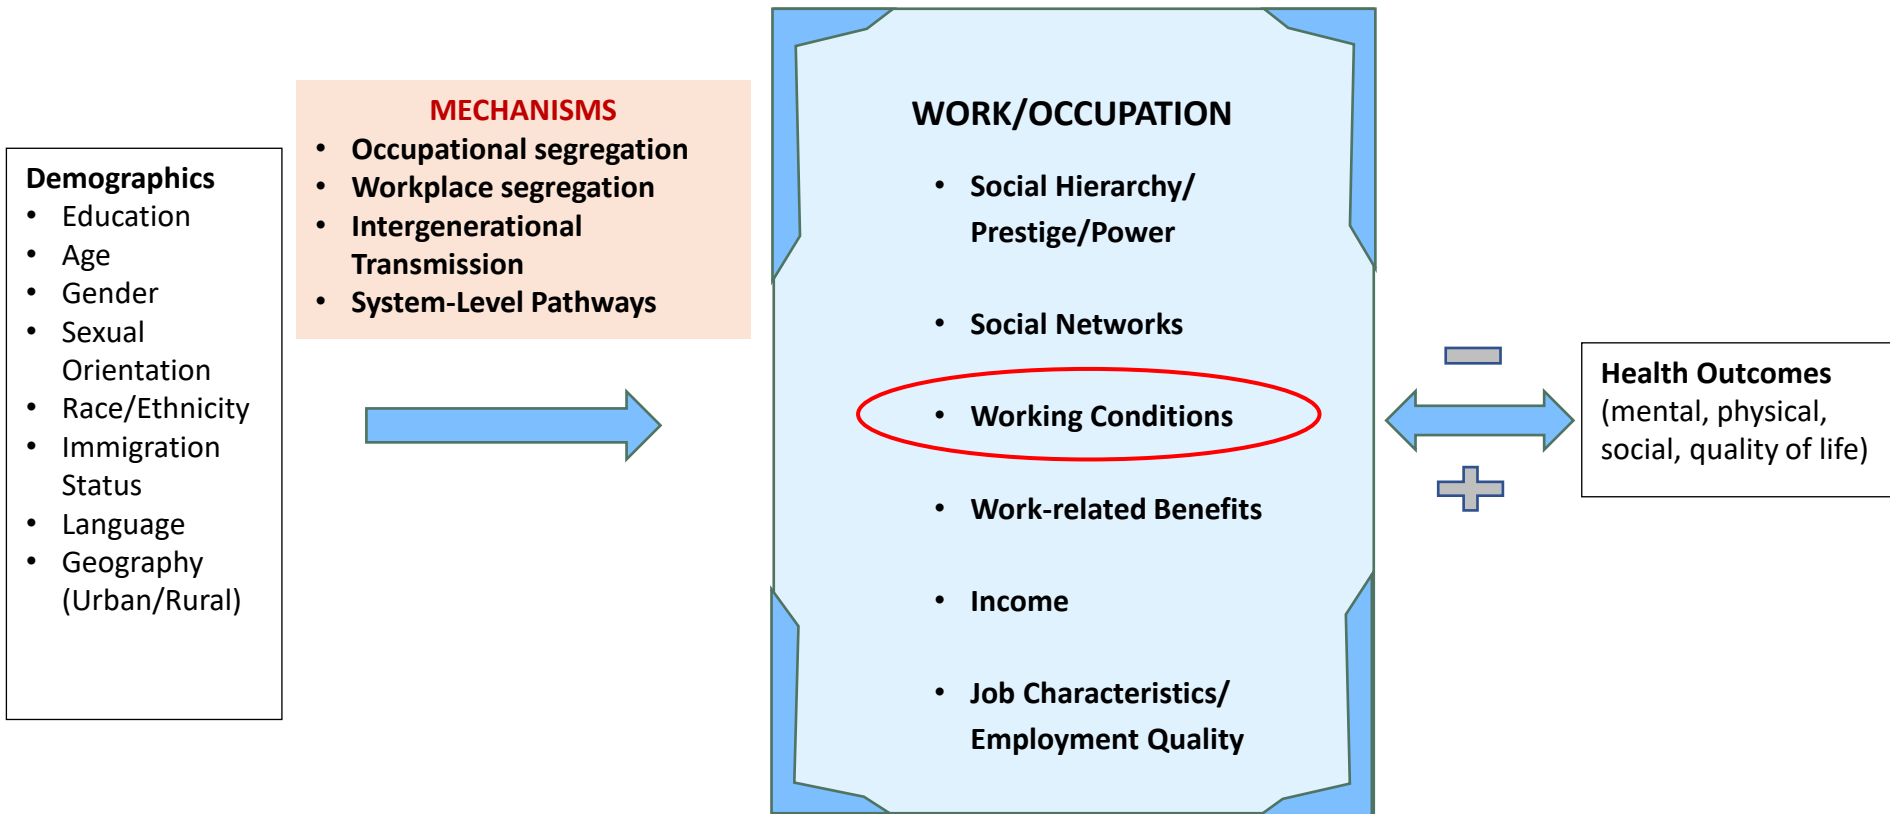 Demographics
• Education
• Age
• Gender
• Sexual
Orientation
• Race/Ethnicity
• Immigration
Status
• Language
• Geography
(Urban/Rural)
MECHANISMS
• Occupational segregation
• Workplace segregation
• Intergenerational
Transmission
• System-Level Pathways
WORK/OCCUPATION
• Social Hierarchy/
Prestige/Power
• Social Networks
• Working Conditions
• Work-related Benefits
• Income
• Job Characteristics/
Employment Quality
Health Outcomes
(mental, physical,
social, quality of life)